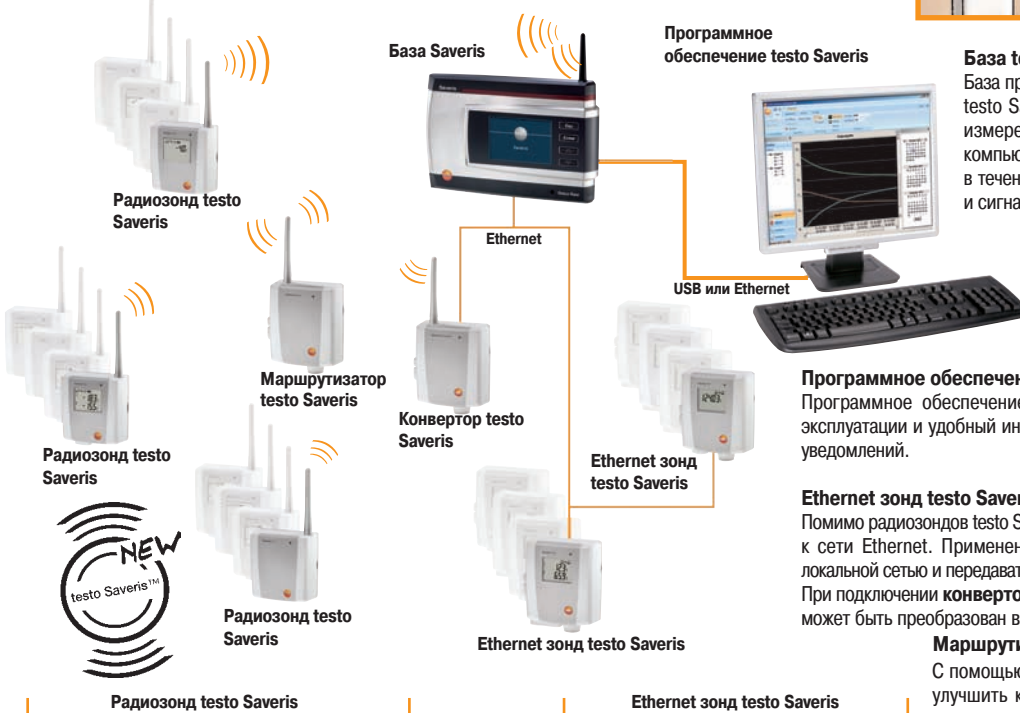 База Saveris
Программное
обеспечение testo Saveris
Радиозонд testo
Saveris
Ethernet
USB или Ethernet
Маршрутизатор
testo Saveris
Конвертор testo
Saveris
Радиозонд testo
Saveris
Ethernet зонд
testo Saveris
NEW
testo Saveris™
Радиозонд testo
Saveris
Ethernet зонд testo Saveris
База
База
testo
измере
компью
в течен
и сигна
Программное обеспечен
Программное обеспечение
эксплуатации и удобный ин
уведомлений.
Ethernet зонд testo Saver
Помимо радиозондов testo S
к сети Ethernet. Применен
локальной сетью и передават
При подключении конверто
может быть преобразован в
Маршрути
С помощью
улучшить к
Радиозонд testo Saveris
Ethernet зонд testo Saveris